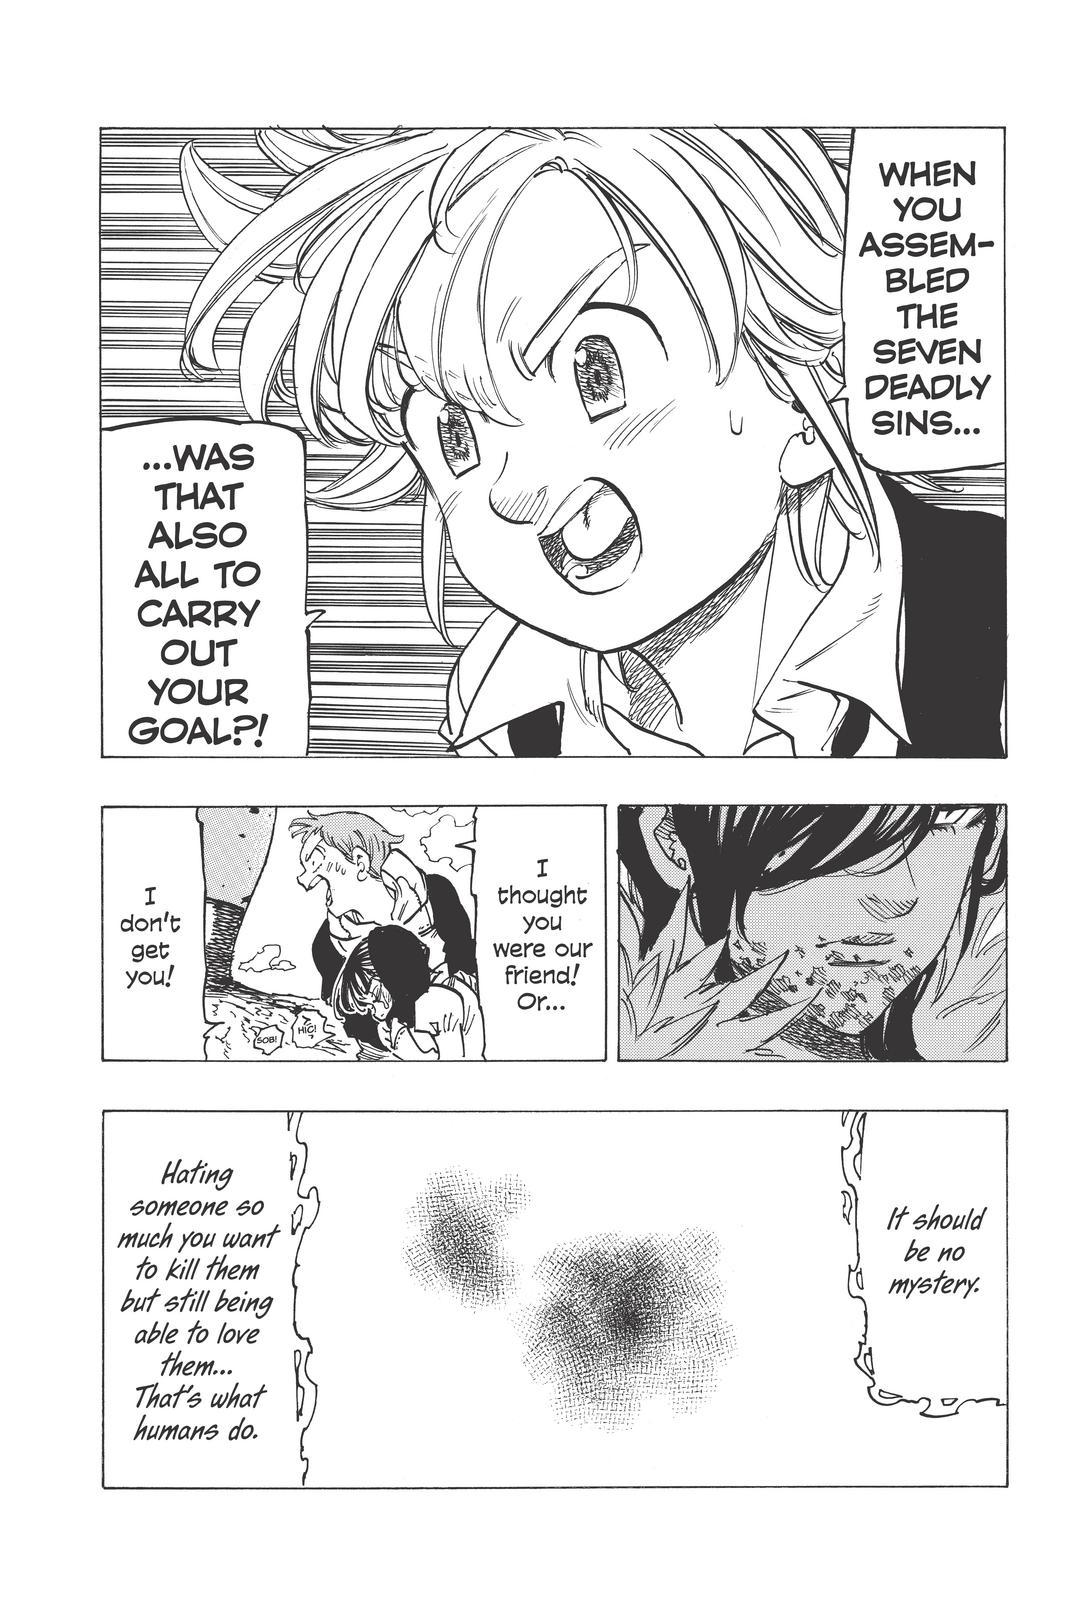 WHEN
YOU
ASSEM-
BLED
THE
SEVEN
DEADLY
SINS...
...WAS
THAT
ALSO
ALL TO
CARRY
OUT
YOUR
GOAL?!
I
thought
you
were our
friend!
Or...
I
don't
get
you!
HIC!
SOB!
It should
be no
mystery.
Hating
someone so
much you want
to kill them
but still being
able to love
them...
That's what
humans do.